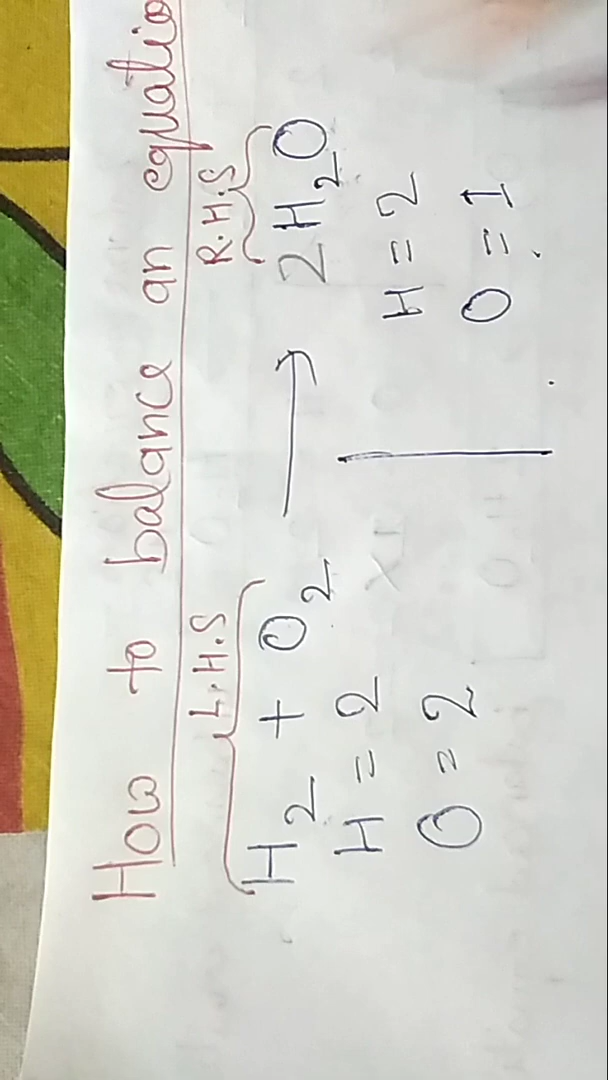 How to balance an equatio
L.H.S R.H.S
H2 + O2 → 2H2O
H = 2 H = 2
O = 2 O = 1